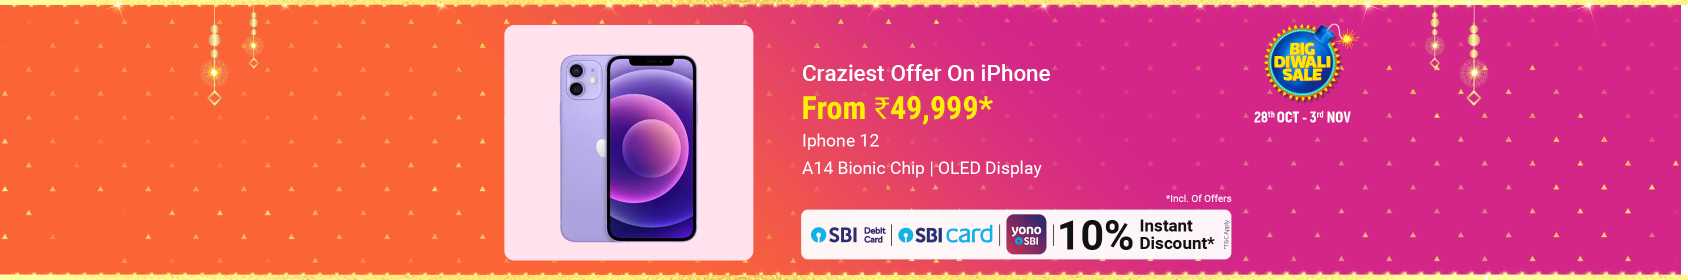 Craziest Offer On iPhone
From ₹49,999*
Iphone 12
A14 Bionic Chip | OLED Display
*Incl. Of Offers
SBI Debit Card | SBI card | yono SBI | 10% Instant Discount*
*T&C Apply
BIG
DIWALI
SALE
28th OCT - 3rd NOV